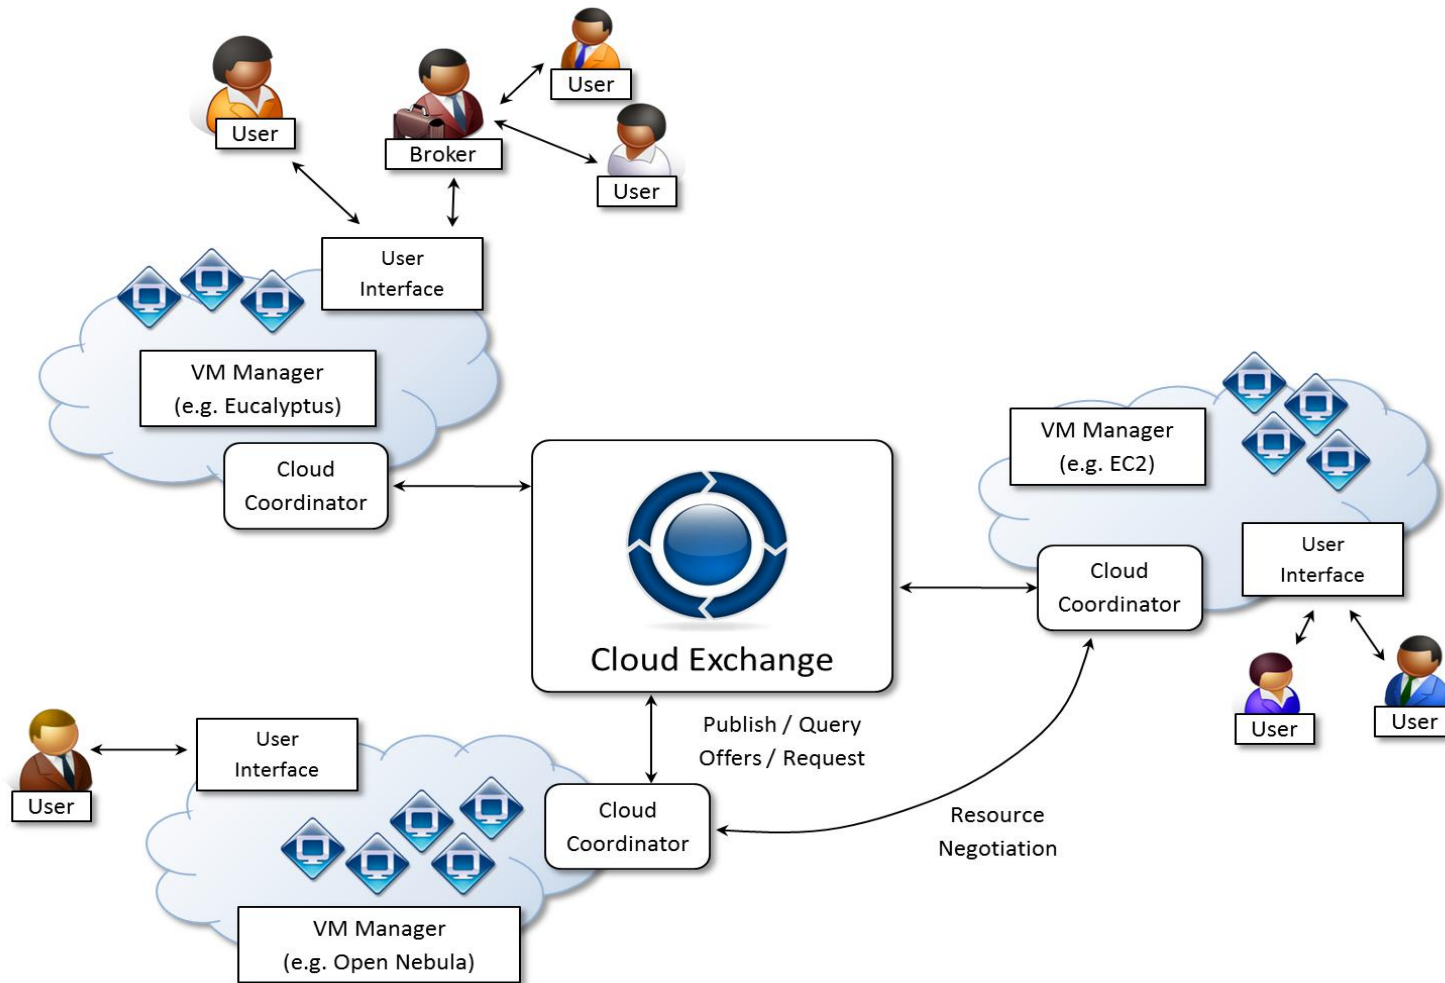 User
User
Broker
User
User
Interface
VM Manager
(e.g. Eucalyptus)
Cloud
Coordinator
VM Manager
(e.g. EC2)
User
Interface
Cloud
Coordinator
User
User
Cloud Exchange
Publish / Query
Offers / Request
User
Interface
User
Cloud
Coordinator
Resource
Negotiation
VM Manager
(e.g. Open Nebula)